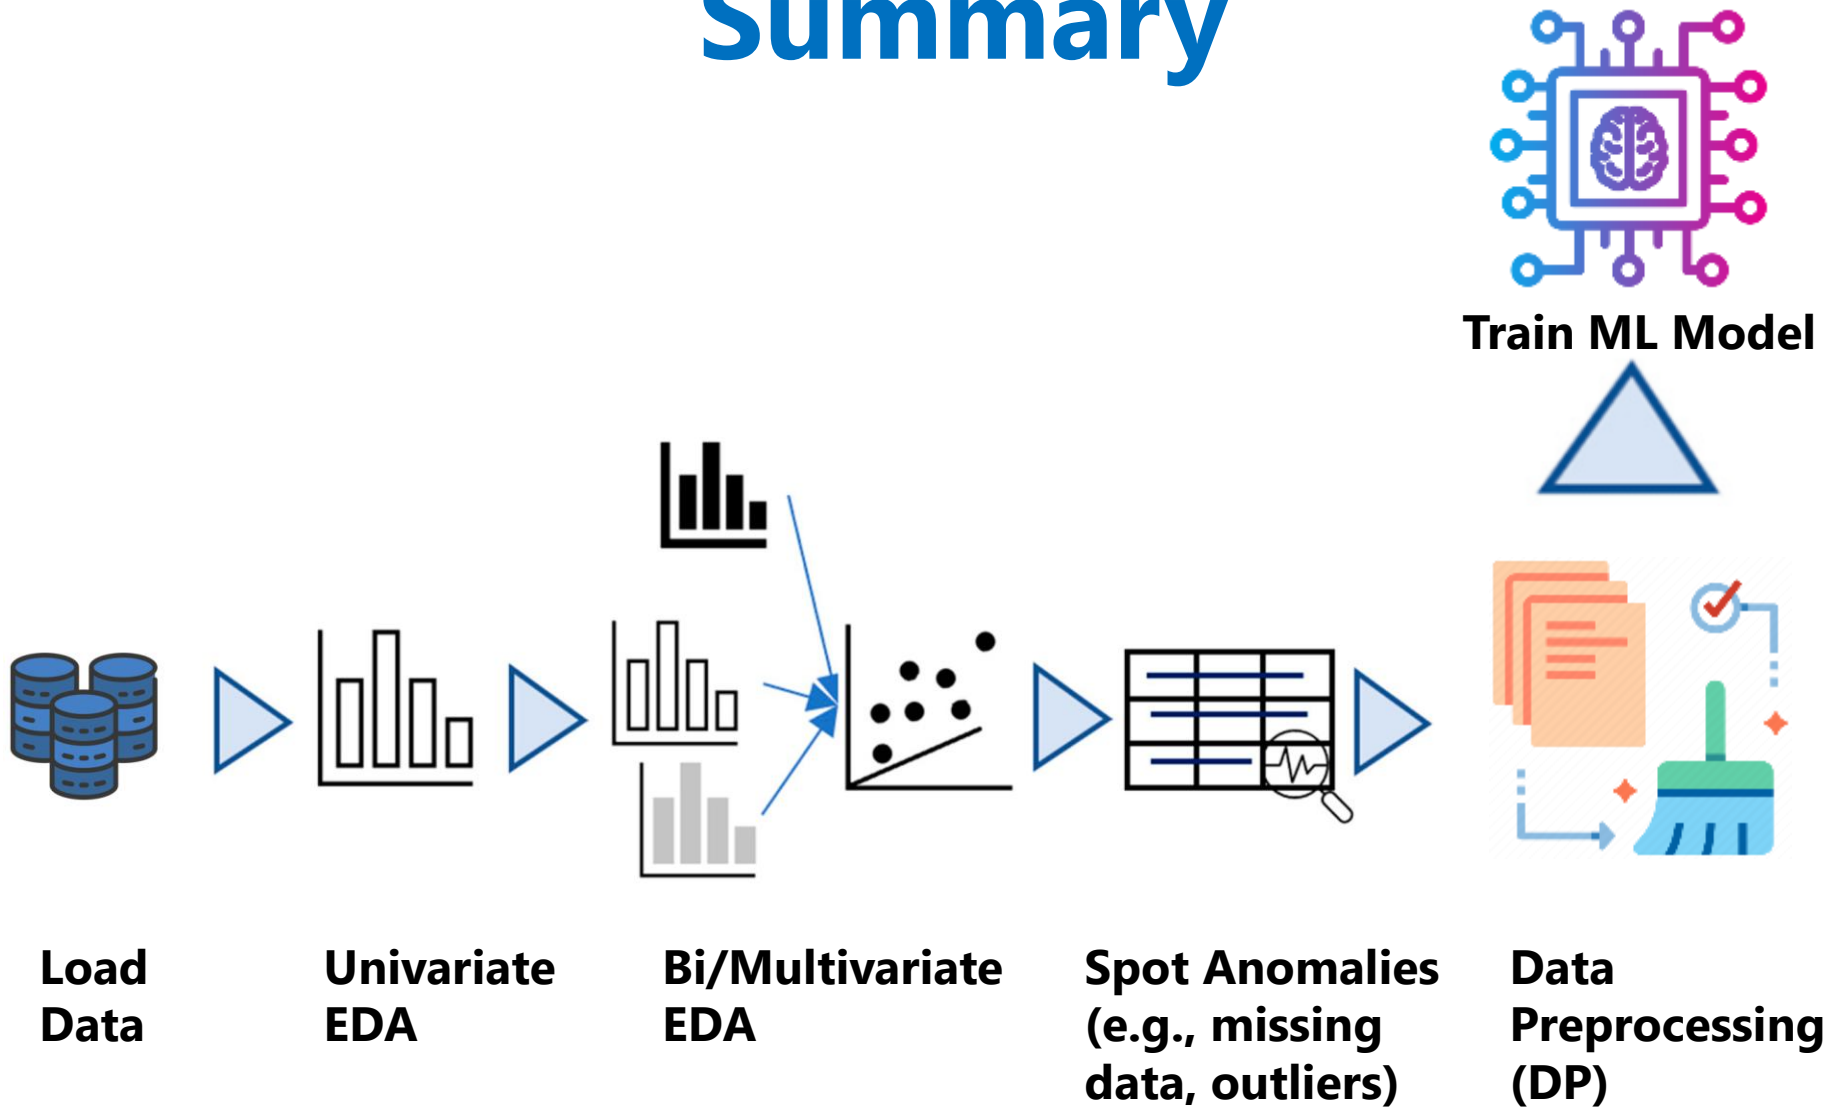 Summary
Train ML Model
Load
Data
Univariate
EDA
Bi/Multivariate
EDA
Spot Anomalies
(e.g., missing
data, outliers)
Data
Preprocessing
(DP)